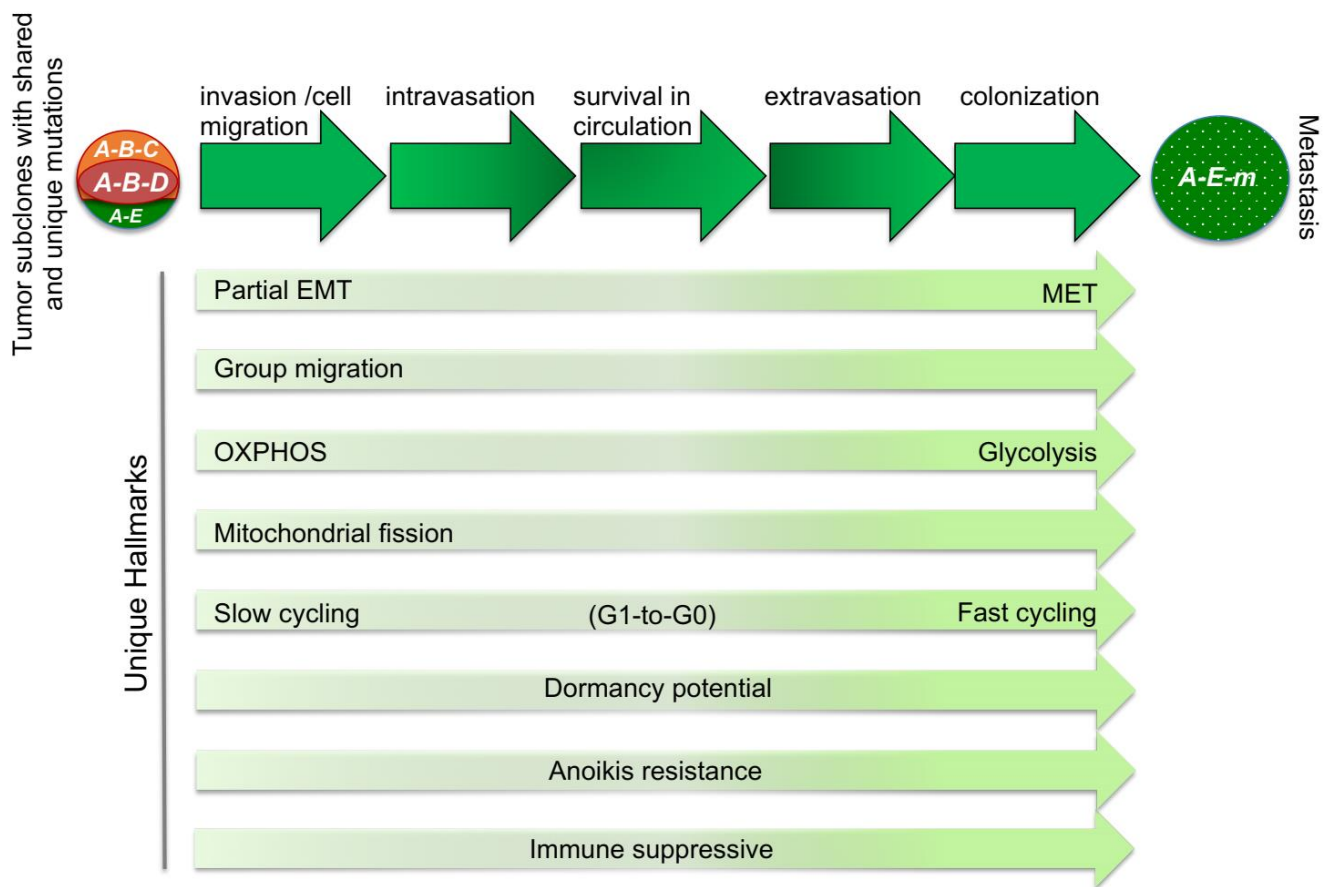 Tumor subclones with shared
and unique mutations
A-B-C
A-B-D
A-E
invasion /cell
migration
intravasation
survival in
circulation
extravasation
colonization
A-E-m
Metastasis
Unique Hallmarks
Partial EMT
MET
Group migration
OXPHOS
Glycolysis
Mitochondrial fission
Slow cycling
(G1-to-G0)
Fast cycling
Dormancy potential
Anoikis resistance
Immune suppressive